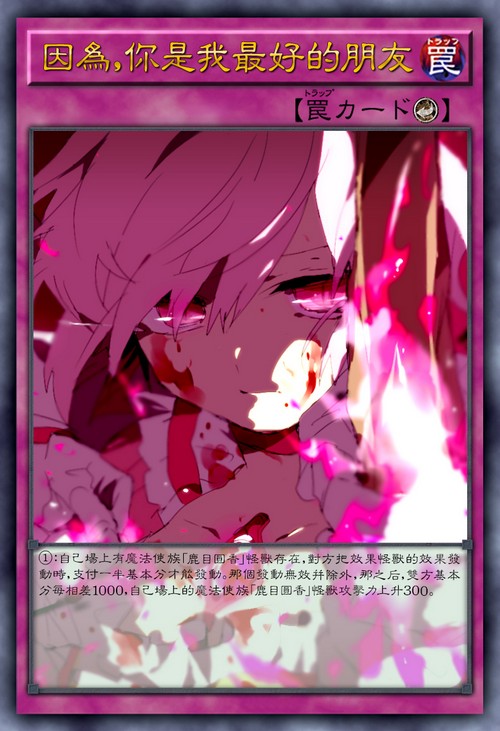 因為,你是我最好的朋友
トラップ
罠
トラップ
【罠カード】
①:自己場上有魔法使族「鹿目圓香」怪獸存在,對方把效果怪獸的效果發
動時,支付一半基本分才能發動。那個發動無效并除外,那之后,雙方基本
分每相差1000,自己場上的魔法使族「鹿目圓香」怪獸攻擊力上升300。